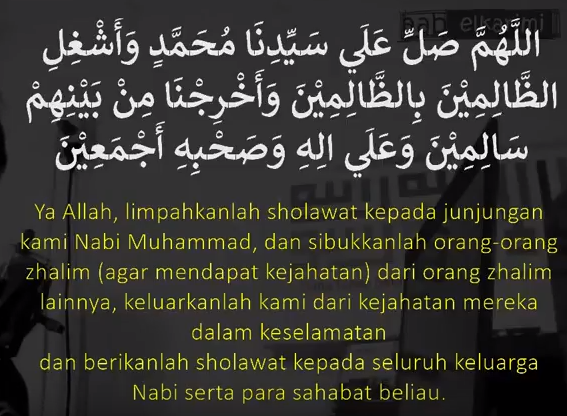 اللَّهُمَّ صَلِّ عَلَي سَيِّدِنَا مُحَمَّدٍ وَأَشْغِلِ
الظَّالِمِيْنَ بِالظَّالِمِيْنَ وَأَخْرِجْنَا مِنْ بَيْنِهِمْ
سَالِمِيْنَ وَعَلَي الِهِ وَصَحْبِهِ أَجْمَعِيْنَ
Ya Allah, limpahkanlah sholawat kepada junjungan
kami Nabi Muhammad, dan sibukkanlah orang-orang
zhalim (agar mendapat kejahatan) dari orang zhalim
lainnya, keluarkanlah kami dari kejahatan mereka
dalam keselamatan
dan berikanlah sholawat kepada seluruh keluarga
Nabi serta para sahabat beliau.